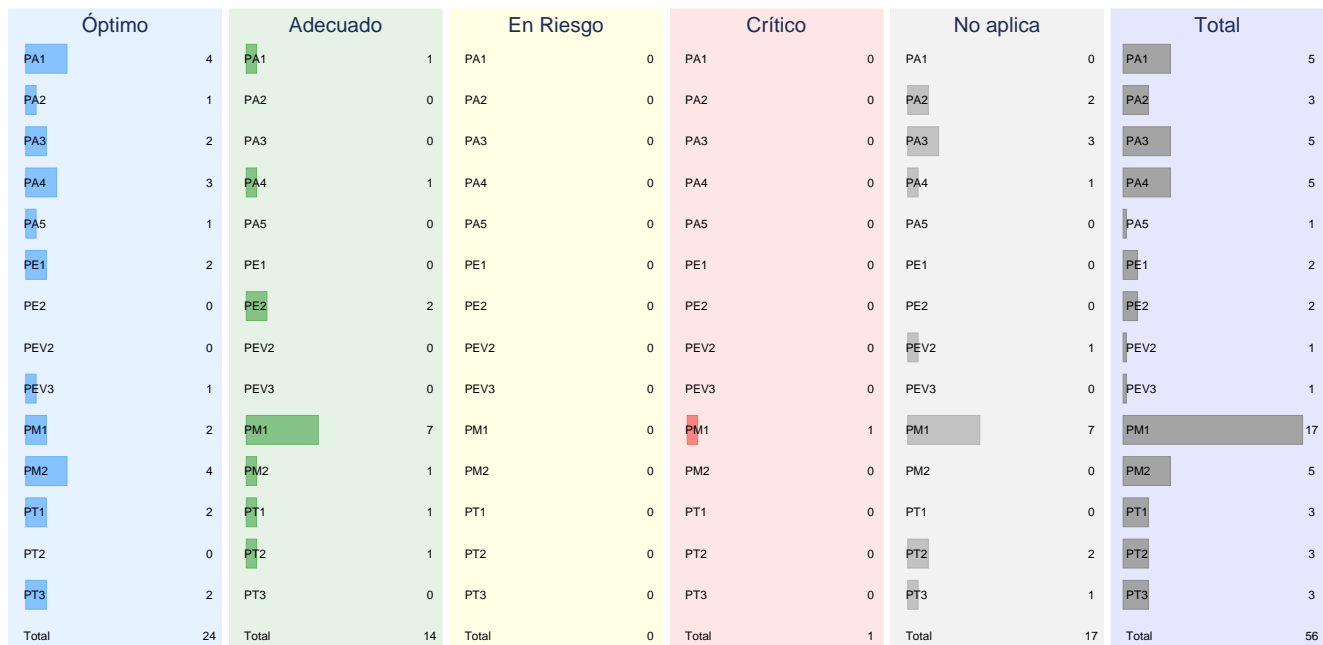 Óptimo Adecuado En Riesgo Crítico No aplica Total
PA1 4 PA1 1 PA1 0 PA1 0 PA1 0 PA1 5
PA2 1 PA2 0 PA2 0 PA2 0 PA2 2 PA2 3
PA3 2 PA3 0 PA3 0 PA3 0 PA3 3 PA3 5
PA4 3 PA4 1 PA4 0 PA4 0 PA4 1 PA4 5
PA5 1 PA5 0 PA5 0 PA5 0 PA5 0 PA5 1
PE1 2 PE1 0 PE1 0 PE1 0 PE1 0 PE1 2
PE2 0 PE2 2 PE2 0 PE2 0 PE2 0 PE2 2
PEV2 0 PEV2 0 PEV2 0 PEV2 0 PEV2 1 PEV2 1
PEV3 1 PEV3 0 PEV3 0 PEV3 0 PEV3 0 PEV3 1
PM1 2 PM1 7 PM1 0 PM1 1 PM1 7 PM1 17
PM2 4 PM2 1 PM2 0 PM2 0 PM2 0 PM2 5
PT1 2 PT1 1 PT1 0 PT1 0 PT1 0 PT1 3
PT2 0 PT2 1 PT2 0 PT2 0 PT2 2 PT2 3
PT3 2 PT3 0 PT3 0 PT3 0 PT3 1 PT3 3
Total 24 Total 14 Total 0 Total 1 Total 17 Total 56